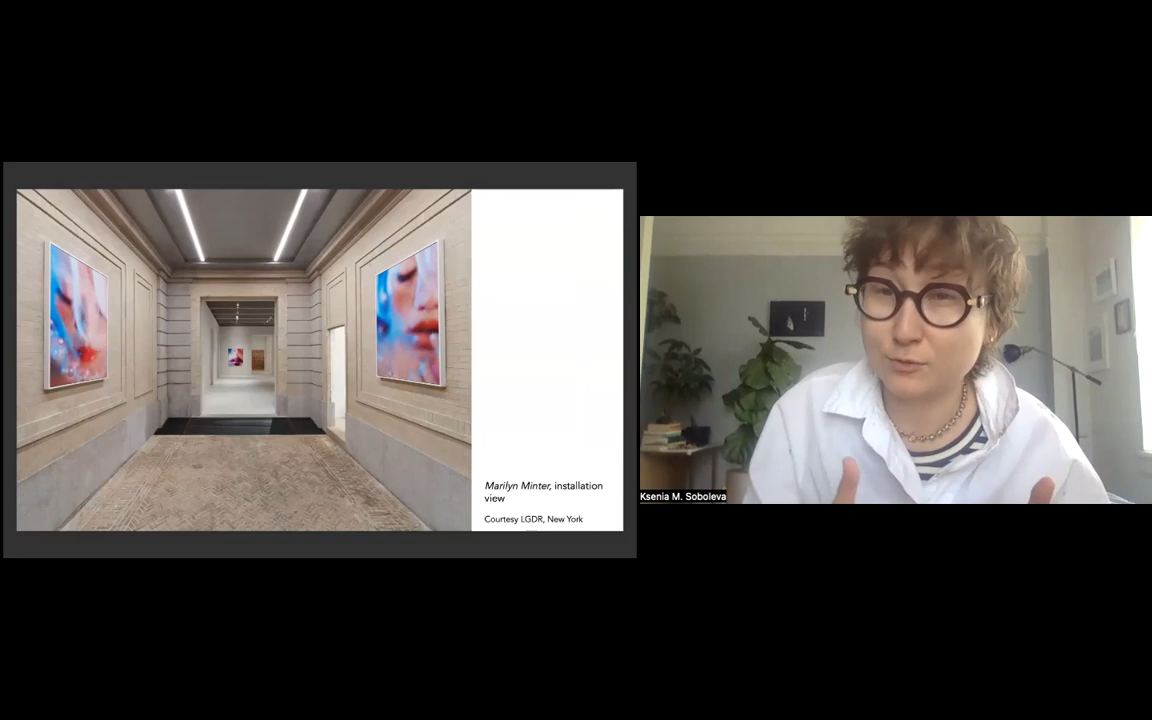 Marilyn Minter, installation
view
Courtesy LGDR, New York
Ksenia M. Soboleva